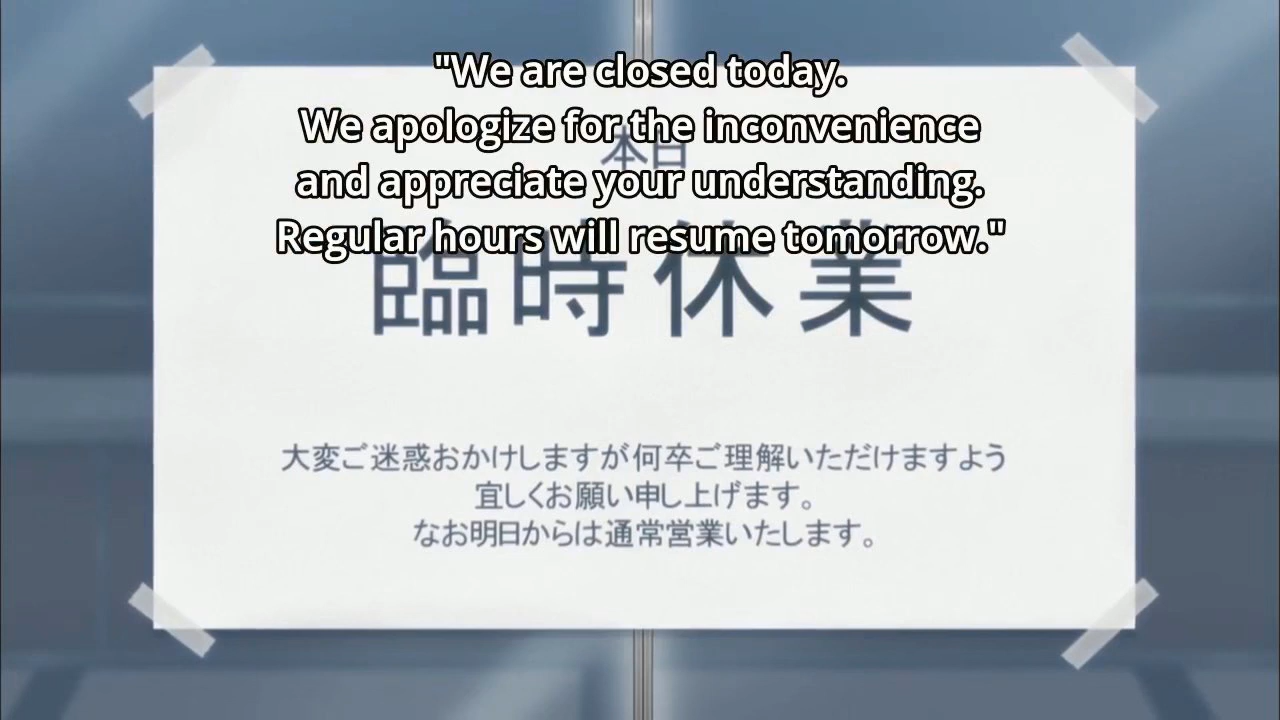 "We are closed today.
We apologize for the inconvenience
and appreciate your understanding.
Regular hours will resume tomorrow."
本日
臨時休業
大変ご迷惑おかけしますが何卒ご理解いただけますよう
宜しくお願い申し上げます。
なお明日からは通常営業いたします。